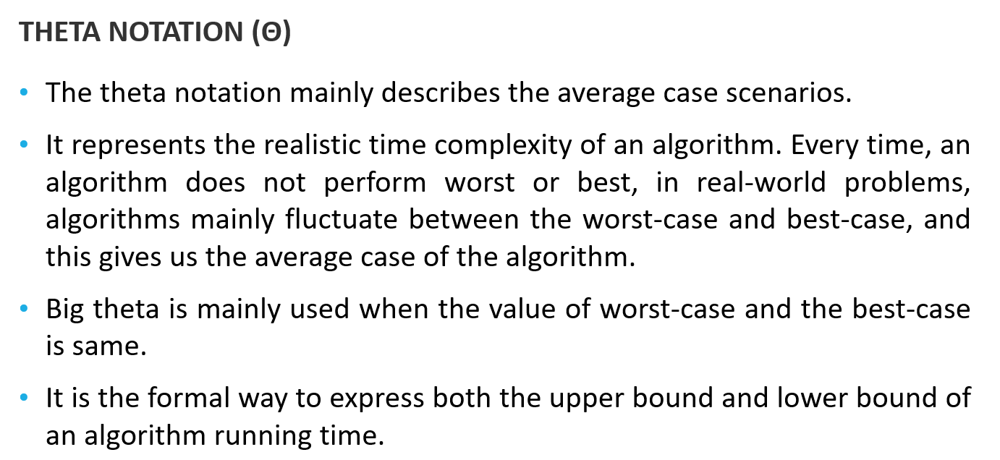 THETA NOTATION (Θ)
• The theta notation mainly describes the average case scenarios.
• It represents the realistic time complexity of an algorithm. Every time, an
algorithm does not perform worst or best, in real-world problems,
algorithms mainly fluctuate between the worst-case and best-case, and
this gives us the average case of the algorithm.
• Big theta is mainly used when the value of worst-case and the best-case
is same.
• It is the formal way to express both the upper bound and lower bound of
an algorithm running time.